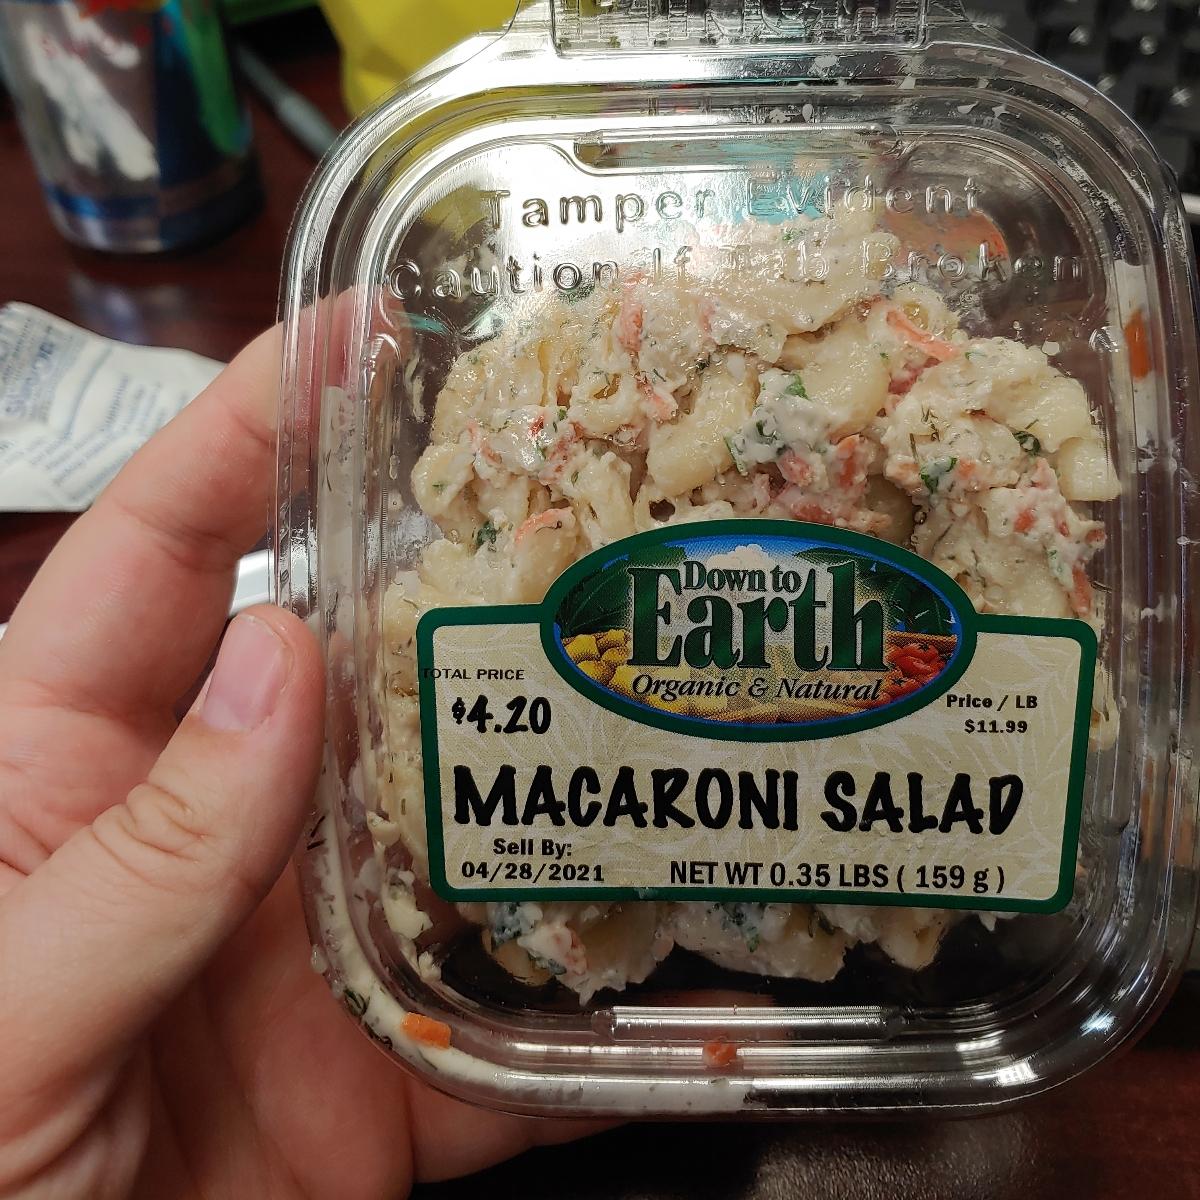 Tamper Evident
Caution If Tab Broken
Down to
Earth
Organic & Natural
TOTAL PRICE
$4.20
Price / LB
$11.99
MACARONI SALAD
Sell By:
04/28/2021
NET WT 0.35 LBS ( 159 g )